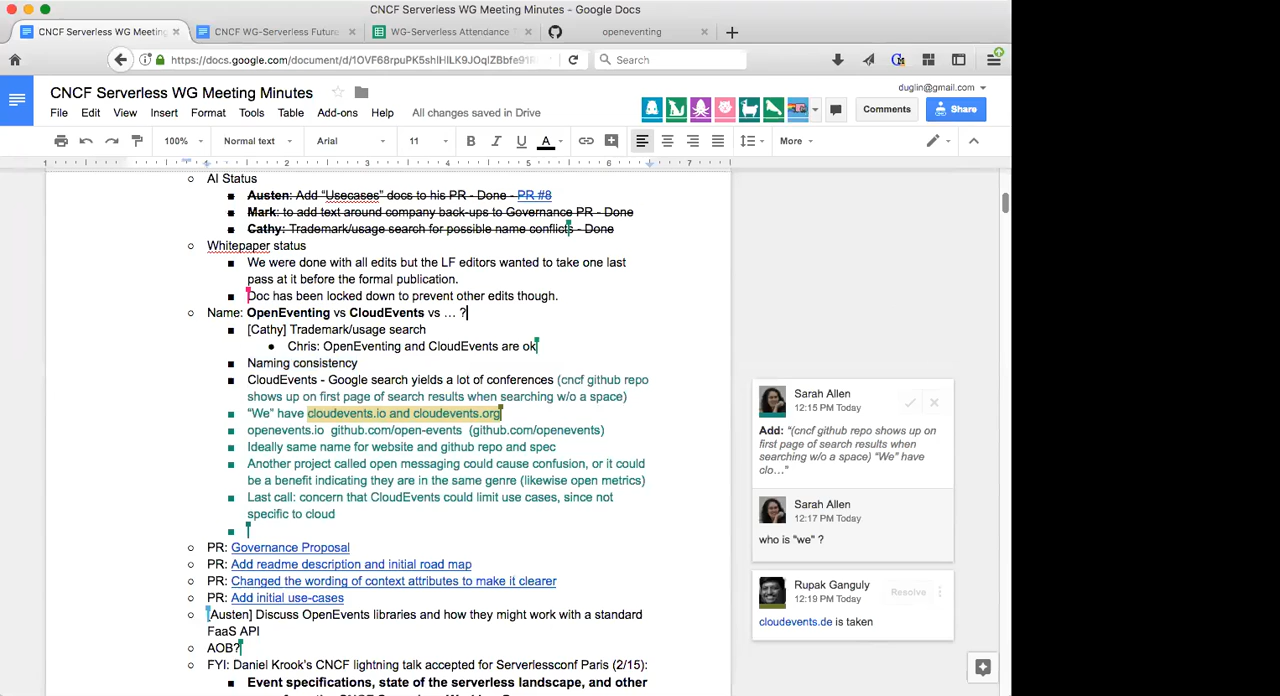 CNCF Serverless WG Meeting Minutes - Google Docs
CNCF Serverless WG Meeting
CNCF WG-Serverless Future
WG-Serverless Attendance
openeventing
Search
CNCF Serverless WG Meeting Minutes
duglin@gmail.com
File Edit View Insert Format Tools Table Add-ons Help All changes saved in Drive
Comments
Share
100% Normal text Arial 11 B I U A More
1 1 2 3 4 5 6 7
AI Status
Austen: Add “Usecases” docs to his PR - Done - PR #8
Mark: to add text around company back-ups to Governance PR - Done
Cathy: Trademark/usage search for possible name conflicts - Done
Whitepaper status
We were done with all edits but the LF editors wanted to take one last
pass at it before the formal publication.
Doc has been locked down to prevent other edits though.
Name: OpenEventing vs CloudEvents vs … ?
[Cathy] Trademark/usage search
Chris: OpenEventing and CloudEvents are ok
Naming consistency
CloudEvents - Google search yields a lot of conferences (cncf github repo
shows up on first page of search results when searching w/o a space)
“We” have cloudevents.io and cloudevents.org
openevents.io github.com/open-events (github.com/openevents)
Ideally same name for website and github repo and spec
Another project called open messaging could cause confusion, or it could
be a benefit indicating they are in the same genre (likewise open metrics)
Last call: concern that CloudEvents could limit use cases, since not
specific to cloud
PR: Governance Proposal
PR: Add readme description and initial road map
PR: Changed the wording of context attributes to make it clearer
PR: Add initial use-cases
[Austen] Discuss OpenEvents libraries and how they might work with a standard
FaaS API
AOB?
FYI: Daniel Krook's CNCF lightning talk accepted for Serverlessconf Paris (2/15):
Event specifications, state of the serverless landscape, and other
Sarah Allen
12:15 PM Today
Add: “(cncf github repo shows up on
first page of search results when
searching w/o a space) “We” have
clo…”
Sarah Allen
12:17 PM Today
who is "we" ?
Rupak Ganguly
12:19 PM Today
Resolve
cloudevents.de is taken